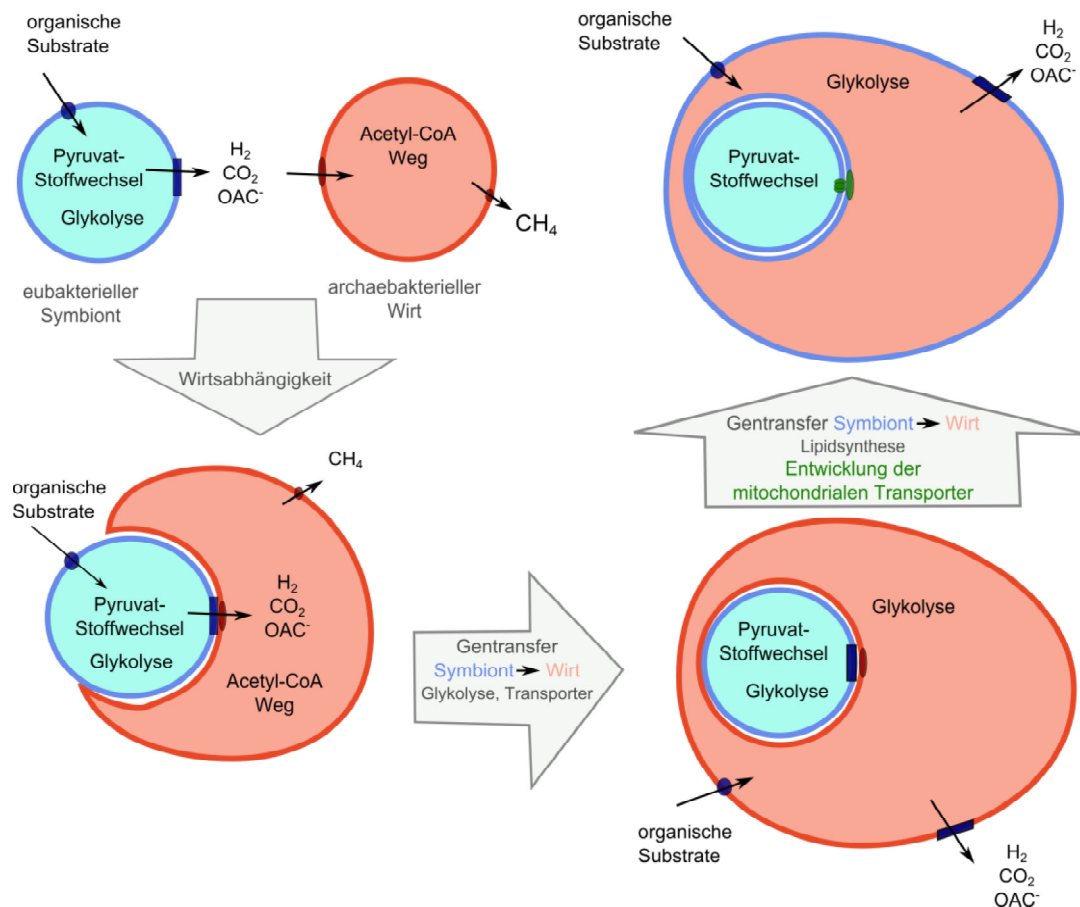 organische
Substrate
Pyruvat-
Stoffwechsel
Glykolyse
H₂
CO₂
OAC⁻
Acetyl-CoA
Weg
CH₄
eubakterieller
Symbiont
archaebakterieller
Wirt
Wirtsabhängigkeit
organische
Substrate
Pyruvat-
Stoffwechsel
Glykolyse
H₂
CO₂
OAC⁻
CH₄
Acetyl-CoA
Weg
Gentransfer
Symbiont Wirt
Glykolyse, Transporter
Pyruvat-
Stoffwechsel
Glykolyse
Glykolyse
organische
Substrate
H₂
CO₂
OAC⁻
Gentransfer Symbiont Wirt
Lipidsynthese
Entwicklung der
mitochondrialen Transporter
organische
Substrate
Glykolyse
Pyruvat-
Stoffwechsel
H₂
CO₂
OAC⁻